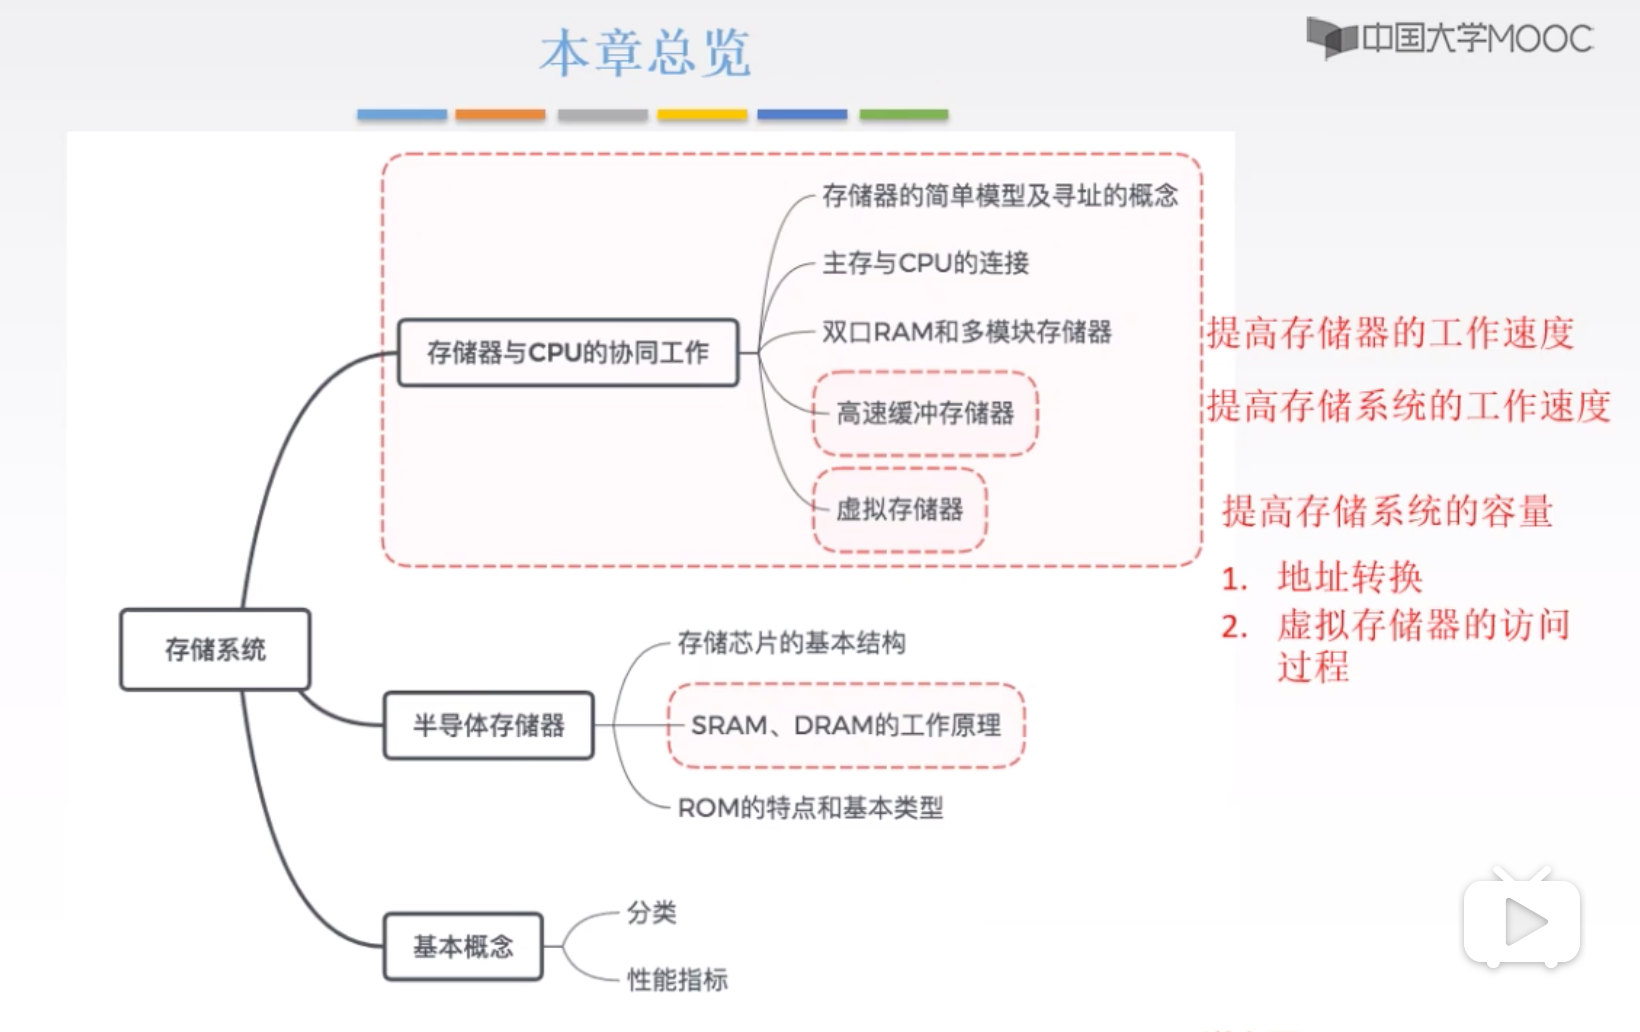 本章总览
中国大学MOOC
存储器的简单模型及寻址的概念
主存与CPU的连接
双口RAM和多模块存储器
提高存储器的工作速度
存储器与CPU的协同工作
高速缓冲存储器
提高存储系统的工作速度
虚拟存储器
提高存储系统的容量
1. 地址转换
2. 虚拟存储器的访问
过程
存储系统
存储芯片的基本结构
半导体存储器
SRAM、DRAM的工作原理
ROM的特点和基本类型
基本概念
分类
性能指标